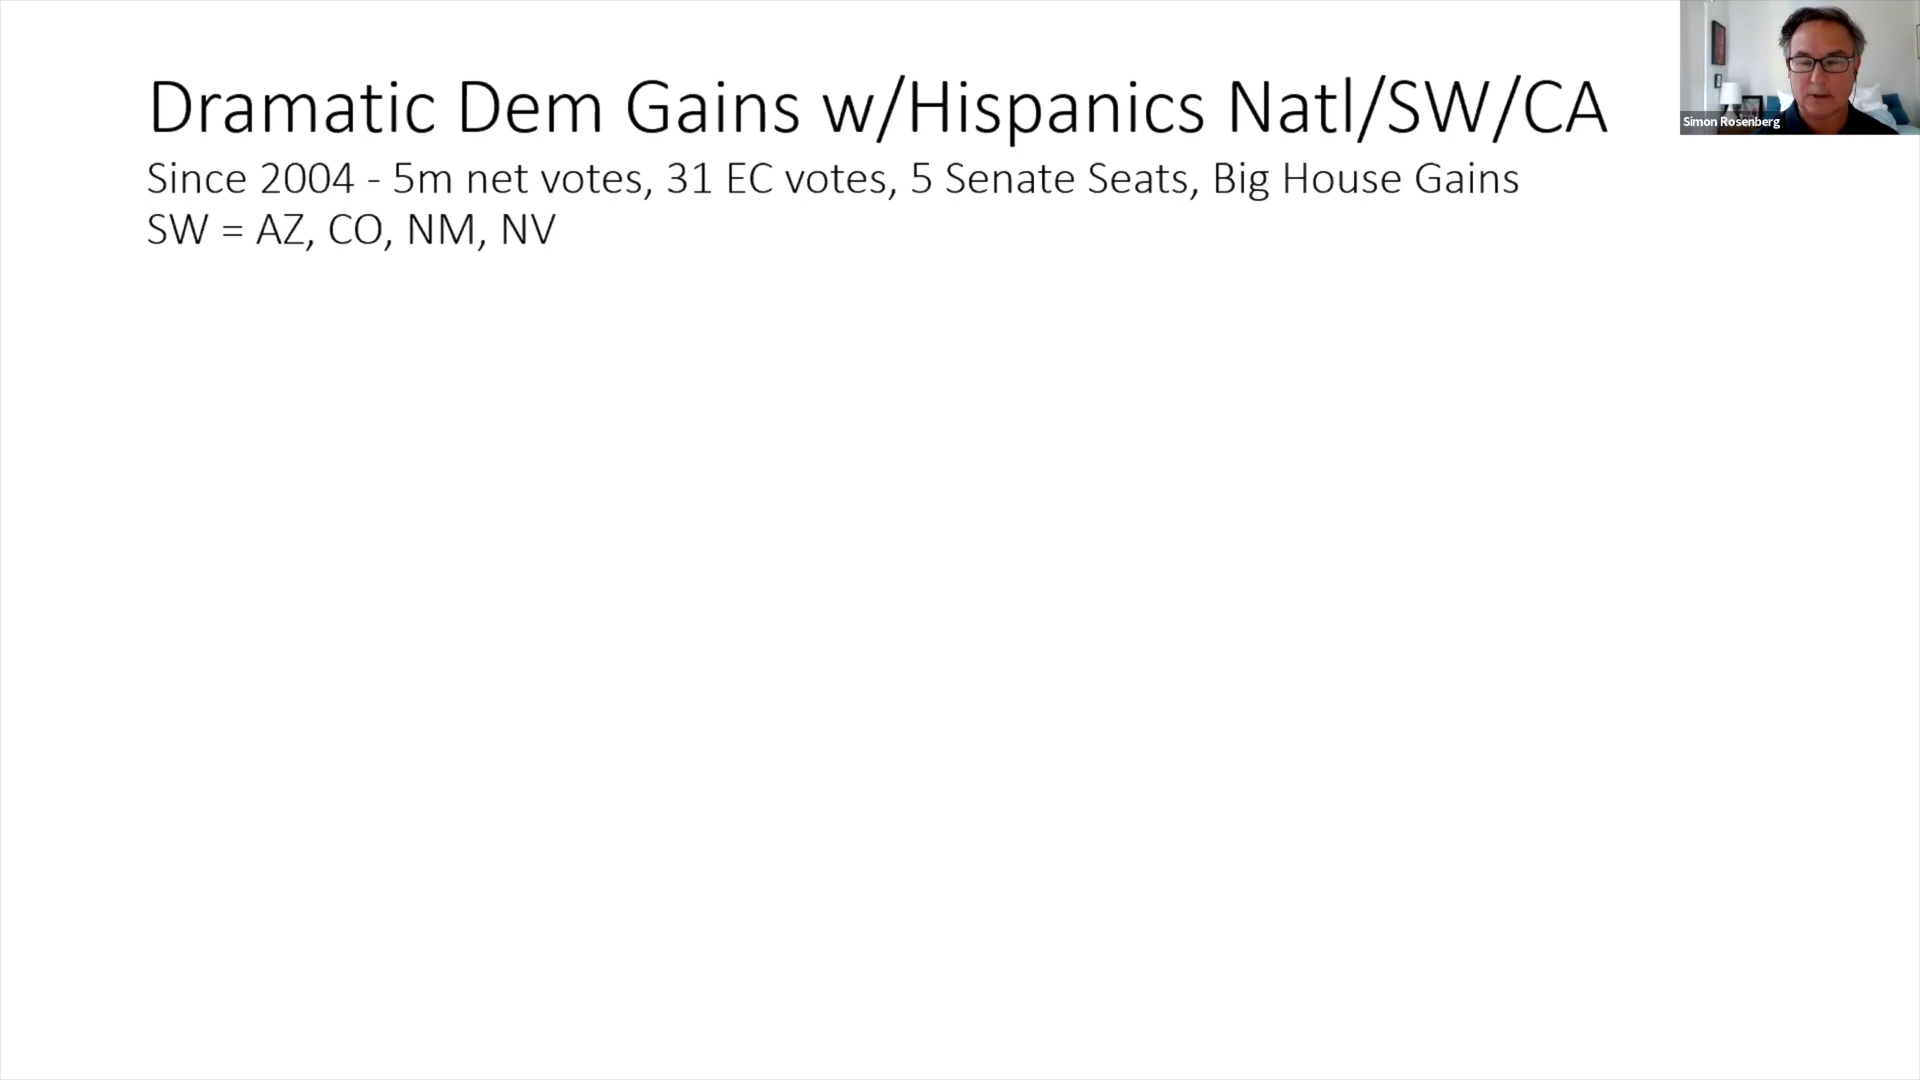 Dramatic Dem Gains w/Hispanics Natl/SW/CA
Since 2004 - 5m net votes, 31 EC votes, 5 Senate Seats, Big House Gains
SW = AZ, CO, NM, NV
Simon Rosenberg